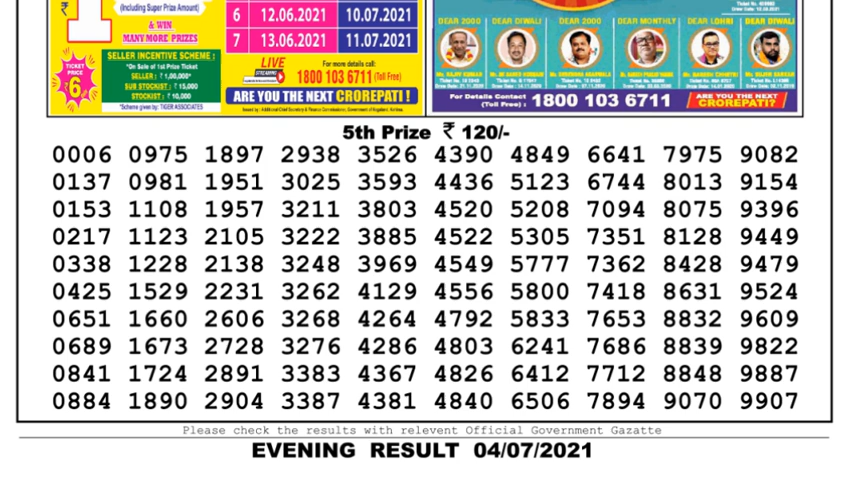 ₹ 1
(Including Super Prize Amount)
& WIN
MANY MORE PRIZES
TICKET
PRICE
₹ 6
SELLER INCENTIVE SCHEME :
*On Sale of 1st Prize Ticket
SELLER : ₹ 1,00,000*
SUB STOCKIST : ₹ 15,000
STOCKIST : ₹ 10,000
*Scheme given by: TIGER ASSOCIATES
6 12.06.2021 10.07.2021
7 13.06.2021 11.07.2021
LIVE
STREAMING
For more details call:
1800 103 6711 (Toll Free)
ARE YOU THE NEXT CROREPATI !
DEAR 2000 DEAR DIWALI DEAR 2000 DEAR MONTHLY DEAR LOHRI DEAR DIWALI
For Details Contact
(Toll Free) : 1800 103 6711
ARE YOU THE NEXT
CROREPATI?
5th Prize ₹ 120/-
0006 0975 1897 2938 3526 4390 4849 6641 7975 9082
0137 0981 1951 3025 3593 4436 5123 6744 8013 9154
0153 1108 1957 3211 3803 4520 5208 7094 8075 9396
0217 1123 2105 3222 3885 4522 5305 7351 8128 9449
0338 1228 2138 3248 3969 4549 5777 7362 8428 9479
0425 1529 2231 3262 4129 4556 5800 7418 8631 9524
0651 1660 2606 3268 4264 4792 5833 7653 8832 9609
0689 1673 2728 3276 4286 4803 6241 7686 8839 9822
0841 1724 2891 3383 4367 4826 6412 7712 8848 9887
0884 1890 2904 3387 4381 4840 6506 7894 9070 9907
Please check the results with relevent Official Government Gazatte
EVENING RESULT 04/07/2021